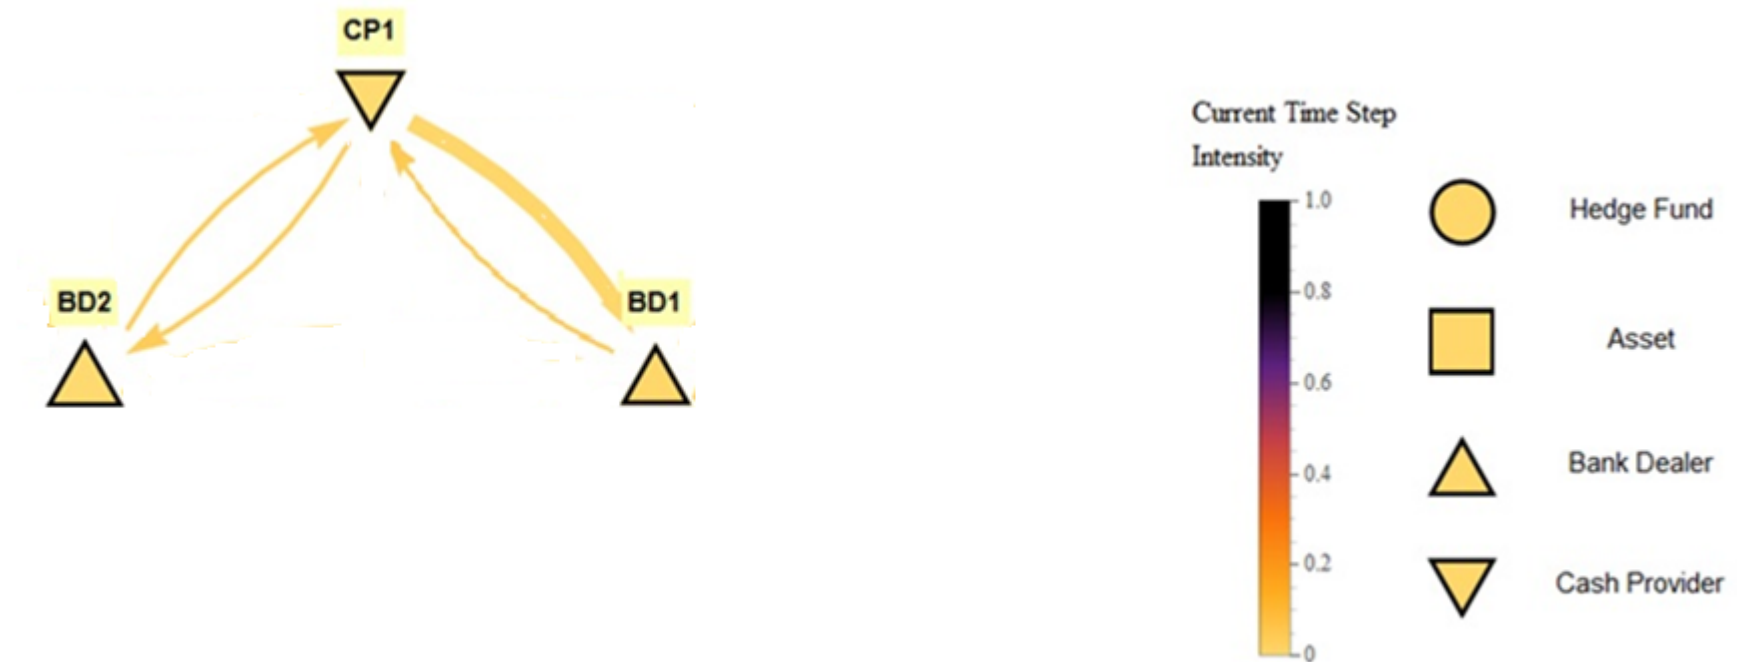 CP1
BD2
BD1
Current Time Step
Intensity
1.0
0.8
0.6
0.4
0.2
0
Hedge Fund
Asset
Bank Dealer
Cash Provider